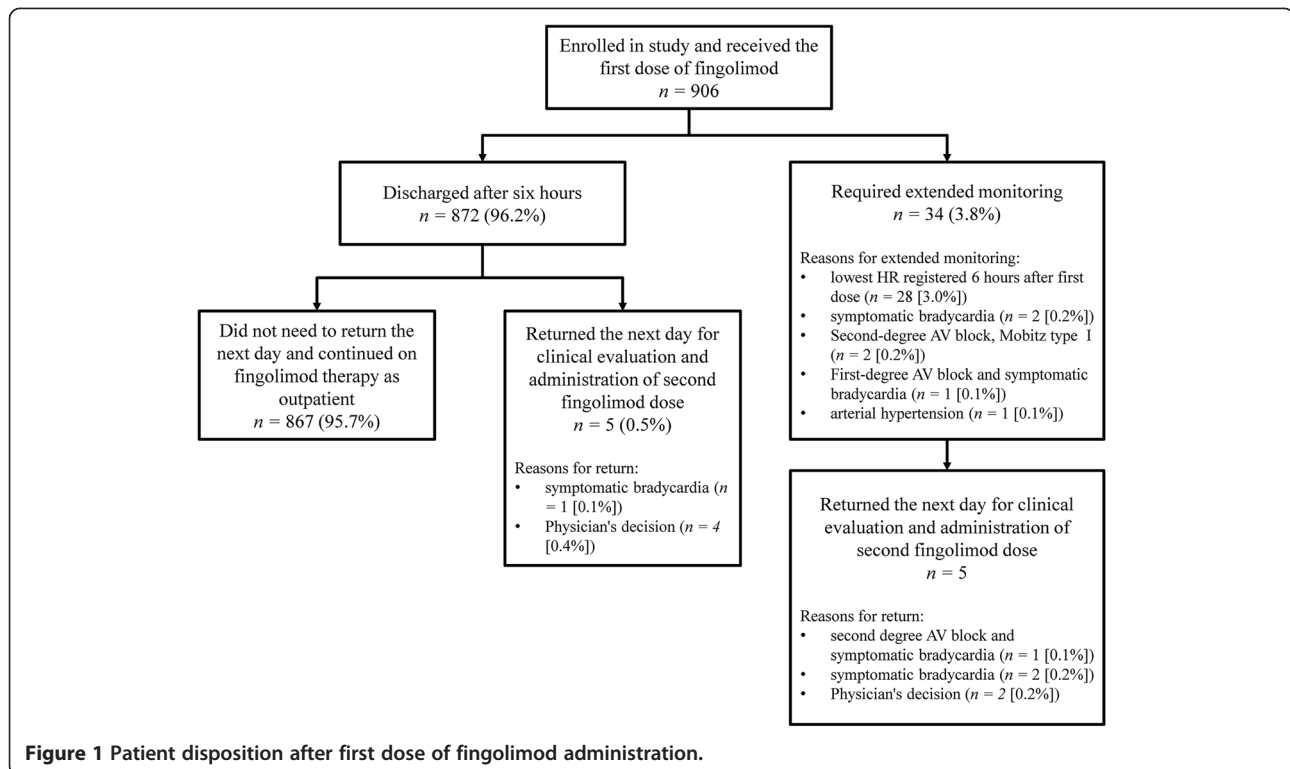 Enrolled in study and received the
first dose of fingolimod
n = 906
Discharged after six hours
n = 872 (96.2%)
Required extended monitoring
n = 34 (3.8%)
Reasons for extended monitoring:
• lowest HR registered 6 hours after first
dose (n = 28 [3.0%])
• symptomatic bradycardia (n = 2 [0.2%])
• Second-degree AV block, Mobitz type I
(n = 2 [0.2%])
• First-degree AV block and symptomatic
bradycardia (n = 1 [0.1%])
• arterial hypertension (n = 1 [0.1%])
Did not need to return the
next day and continued on
fingolimod therapy as
outpatient
n = 867 (95.7%)
Returned the next day for
clinical evaluation and
administration of second
fingolimod dose
n = 5 (0.5%)
Reasons for return:
• symptomatic bradycardia (n
= 1 [0.1%])
• Physician's decision (n = 4
[0.4%])
Returned the next day for clinical
evaluation and administration of
second fingolimod dose
n = 5
Reasons for return:
• second degree AV block and
symptomatic bradycardia (n = 1 [0.1%])
• symptomatic bradycardia (n = 2 [0.2%])
• Physician's decision (n = 2 [0.2%])
Figure 1 Patient disposition after first dose of fingolimod administration.